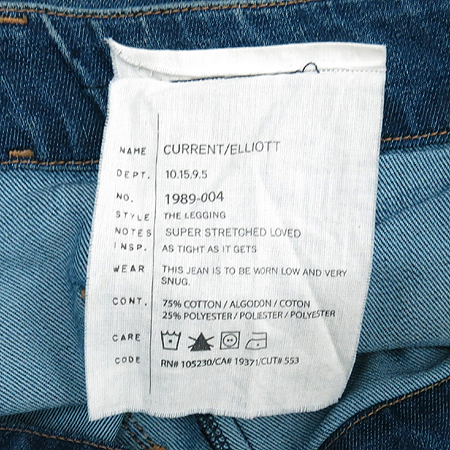 NAME CURRENT/ELLIOTT
DEPT. 10.15.9.5
NO. 1989-004
STYLE THE LEGGING
NOTES SUPER STRETCHED LOVED
INSP. AS TIGHT AS IT GETS
WEAR THIS JEAN IS TO BE WORN LOW AND VERY
SNUG.
CONT. 75% COTTON / ALGODON / COTON
25% POLYESTER / POLIESTER / POLYESTER
CARE
CODE RN# 105230/CA# 19371/CUT# 553